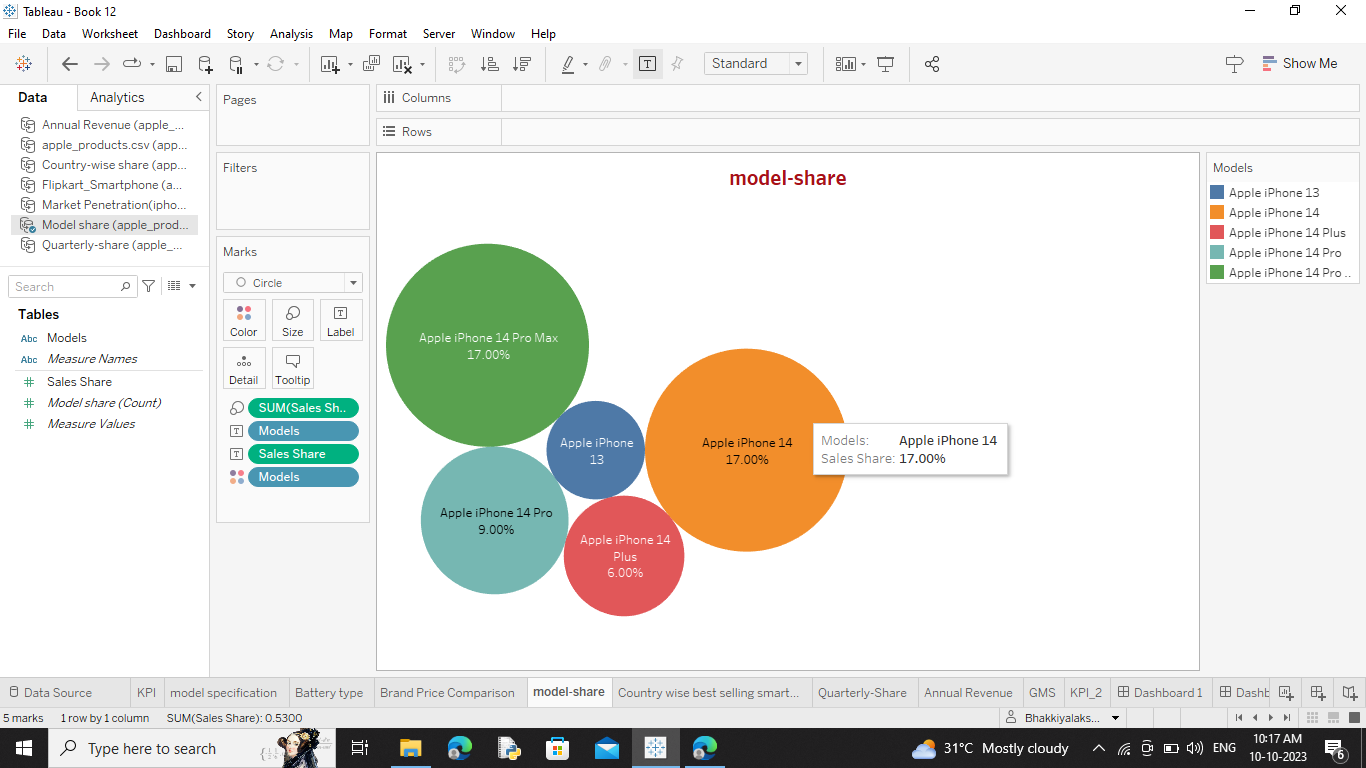 Tableau - Book 12
File Data Worksheet Dashboard Story Analysis Map Format Server Window Help
Standard
Show Me
Data Analytics
Annual Revenue (apple_...
apple_products.csv (app...
Country-wise share (app...
Flipkart_Smartphone (a...
Market Penetration(ipho...
Model share (apple_prod...
Quarterly-share (apple_...
Search
Tables
Abc Models
Abc Measure Names
Sales Share
Model share (Count)
Measure Values
Pages
Filters
Marks
Circle
Color Size T Label
Detail Tooltip
SUM(Sales Sh..
T Models
T Sales Share
Models
Columns
Rows
model-share
Apple iPhone 14 Pro Max
17.00%
Apple iPhone
13
Apple iPhone 14
17.00%
Apple iPhone 14 Pro
9.00%
Apple iPhone 14
Plus
6.00%
Models: Apple iPhone 14
Sales Share: 17.00%
Models
Apple iPhone 13
Apple iPhone 14
Apple iPhone 14 Plus
Apple iPhone 14 Pro
Apple iPhone 14 Pro ..
Data Source KPI model specification Battery type Brand Price Comparison model-share Country wise best selling smart... Quarterly-Share Annual Revenue GMS KPI_2 Dashboard 1 Dashb
5 marks 1 row by 1 column SUM(Sales Share): 0.5300 Bhakkiyalaks...
Type here to search
31°C Mostly cloudy
ENG
10:17 AM
10-10-2023
6